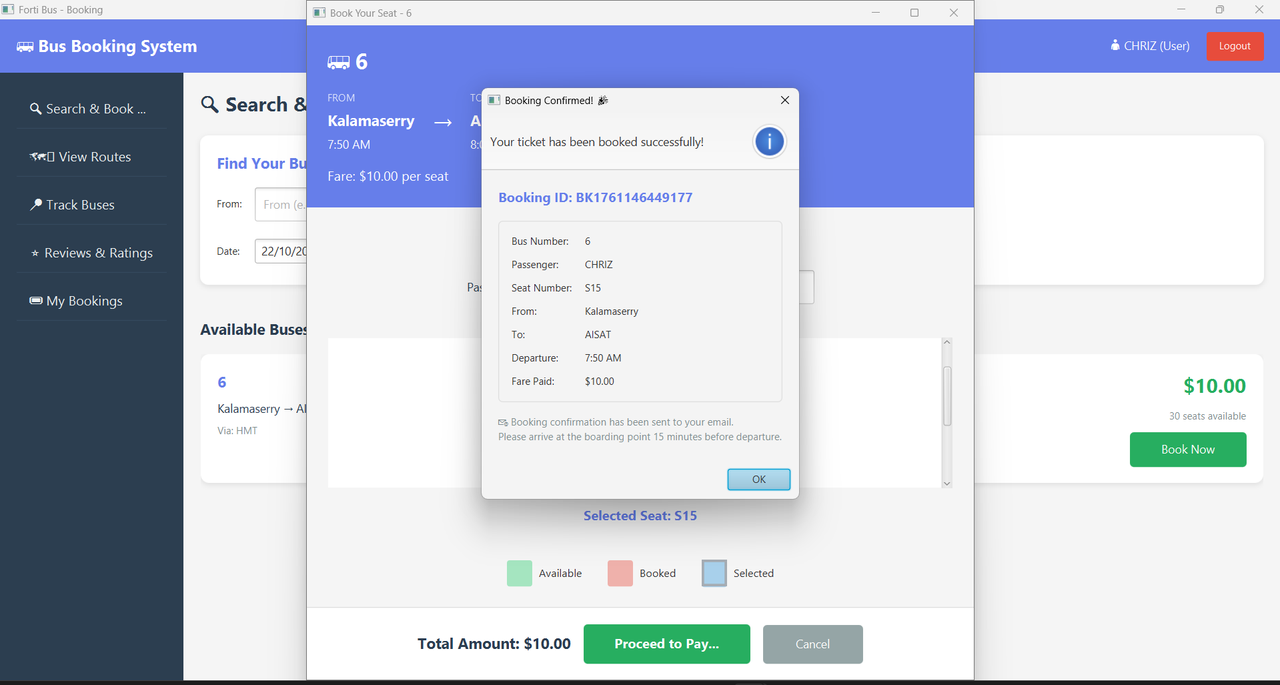 Forti Bus - Booking
Bus Booking System
CHRIZ (User)
Logout
Search & Book ...
View Routes
Track Buses
Reviews & Ratings
My Bookings
Search &
Find Your Bu
From:
From (e.
Date:
22/10/20
Available Buses
6
Kalamaserry → AI
Via: HMT
$10.00
30 seats available
Book Now
Book Your Seat - 6
6
FROM
TO
Kalamaserry → A
7:50 AM
8:0
Fare: $10.00 per seat
Pas
Selected Seat: S15
Available
Booked
Selected
Total Amount: $10.00
Proceed to Pay...
Cancel
Booking Confirmed!
Your ticket has been booked successfully!
Booking ID: BK1761146449177
Bus Number: 6
Passenger: CHRIZ
Seat Number: S15
From: Kalamaserry
To: AISAT
Departure: 7:50 AM
Fare Paid: $10.00
Booking confirmation has been sent to your email.
Please arrive at the boarding point 15 minutes before departure.
OK